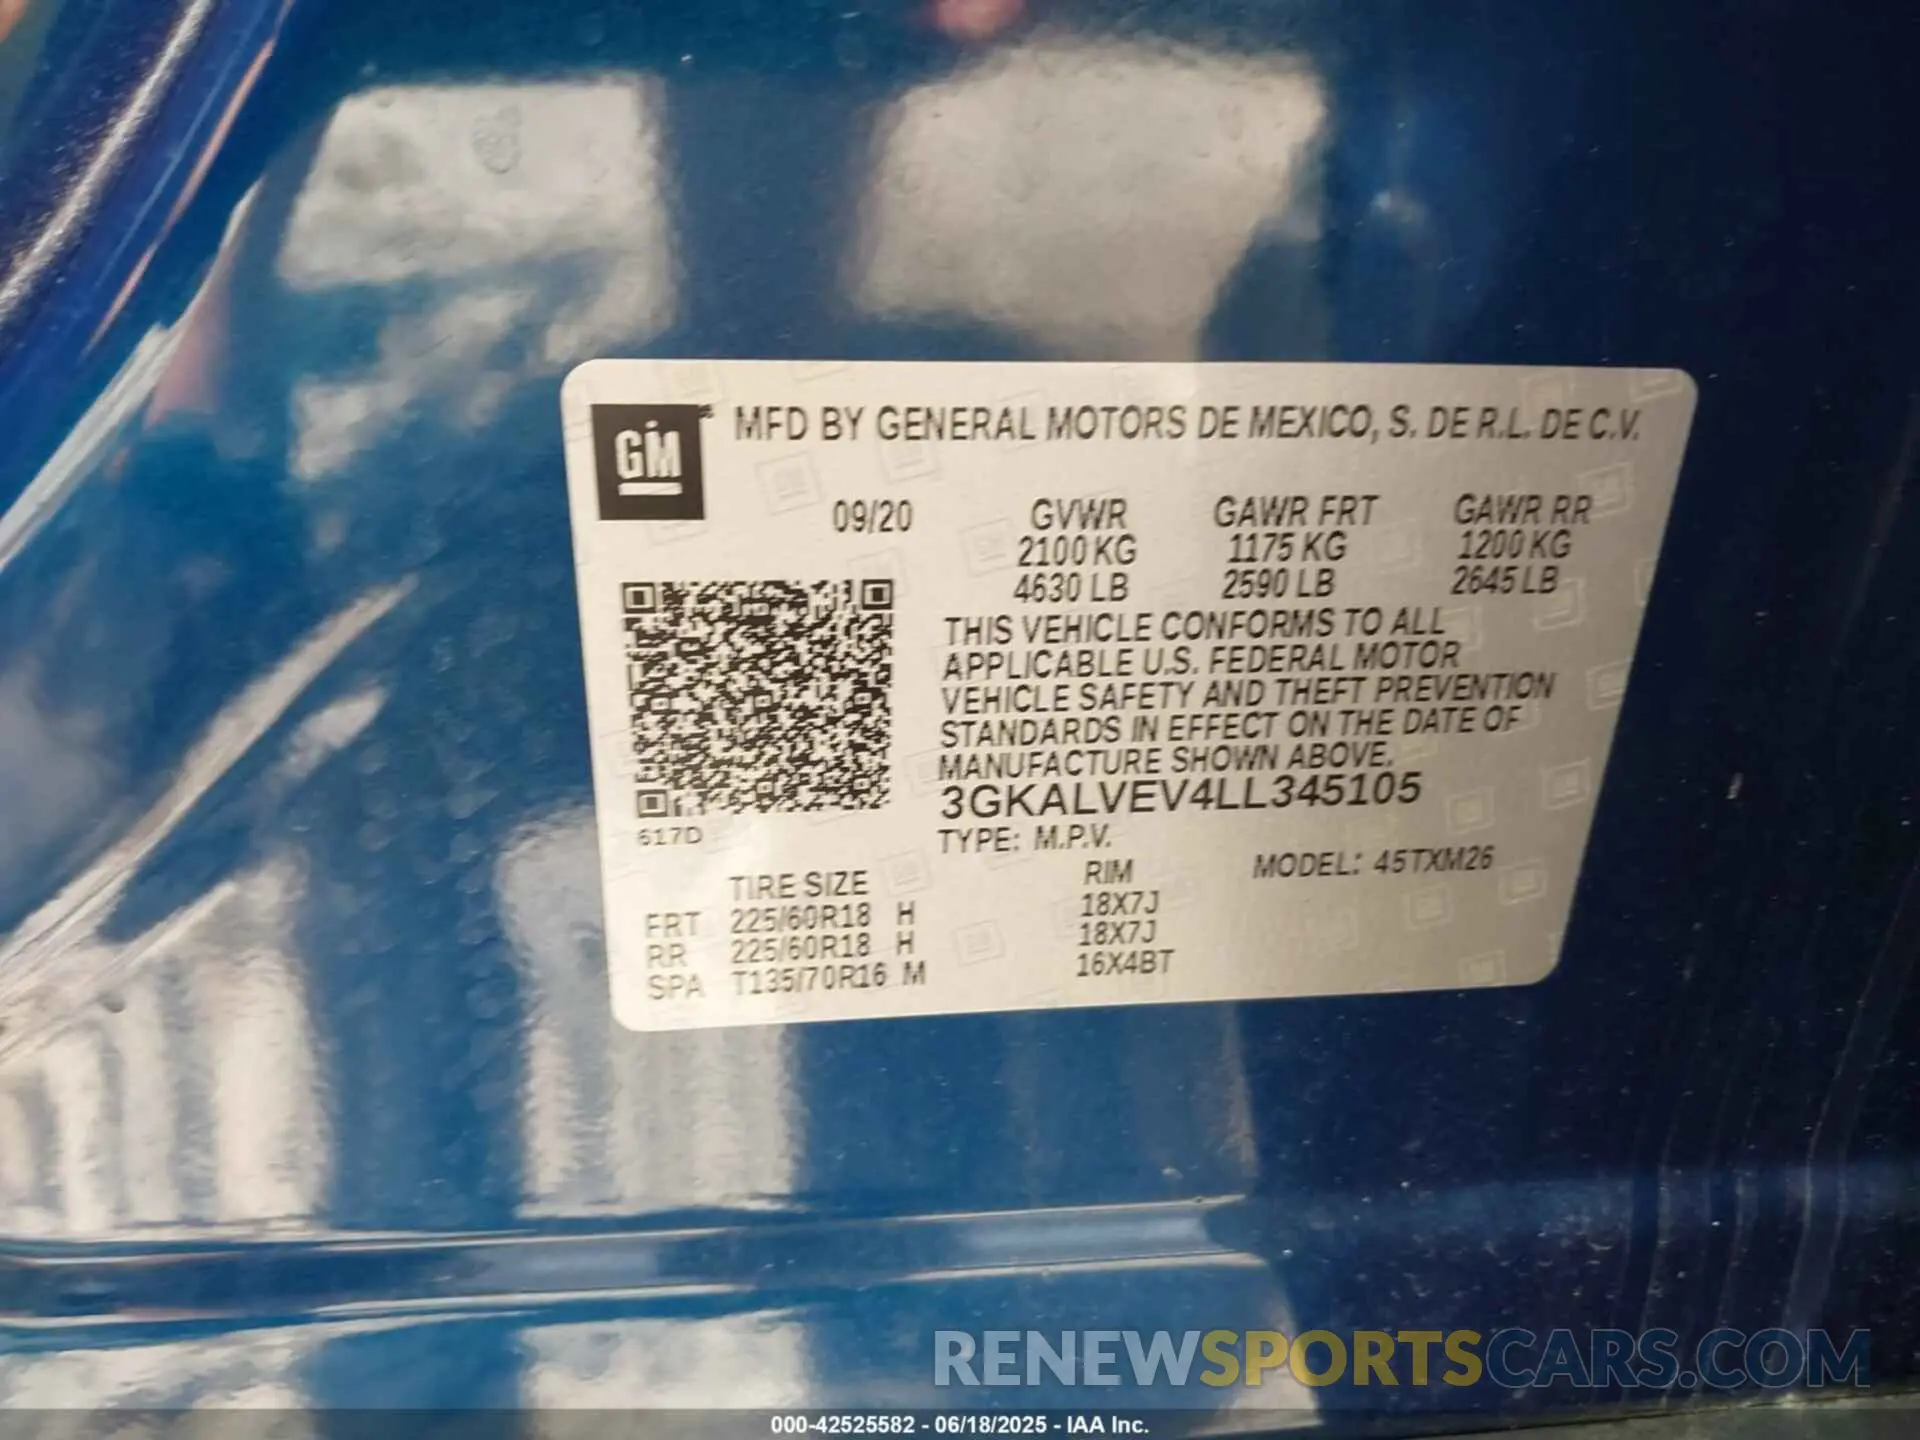 GM
MFD BY GENERAL MOTORS DE MEXICO, S. DE R.L. DE C.V.
09/20 GVWR GAWR FRT GAWR RR
2100 KG 1175 KG 1200 KG
4630 LB 2590 LB 2645 LB
THIS VEHICLE CONFORMS TO ALL
APPLICABLE U.S. FEDERAL MOTOR
VEHICLE SAFETY AND THEFT PREVENTION
STANDARDS IN EFFECT ON THE DATE OF
MANUFACTURE SHOWN ABOVE.
3GKALVEV4LL345105
617D
TYPE: M.P.V.
MODEL: 45TXM26
TIRE SIZE RIM
FRT 225/60R18 H 18X7J
RR 225/60R18 H 18X7J
SPA T135/70R16 M 16X4BT
RENEWSPORTSCARS.COM
000-42525582 - 06/18/2025 - IAA Inc.